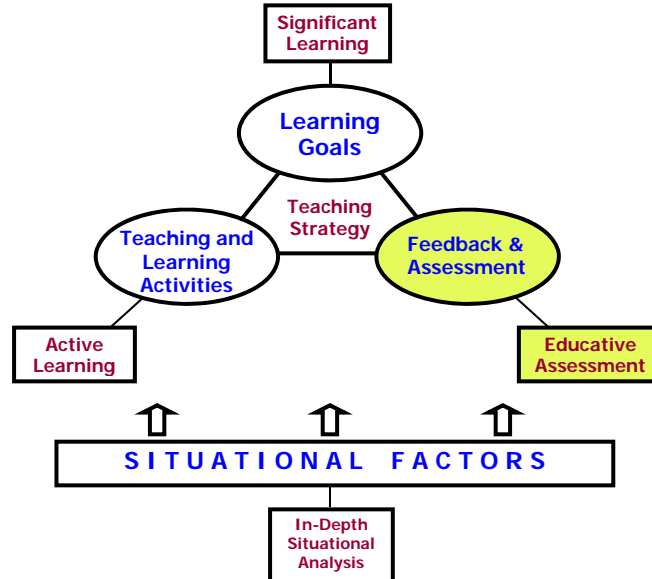 Significant
Learning
Learning
Goals
Teaching
Strategy
Teaching and
Learning
Activities
Feedback &
Assessment
Active
Learning
Educative
Assessment
SITUATIONAL FACTORS
In-Depth
Situational
Analysis